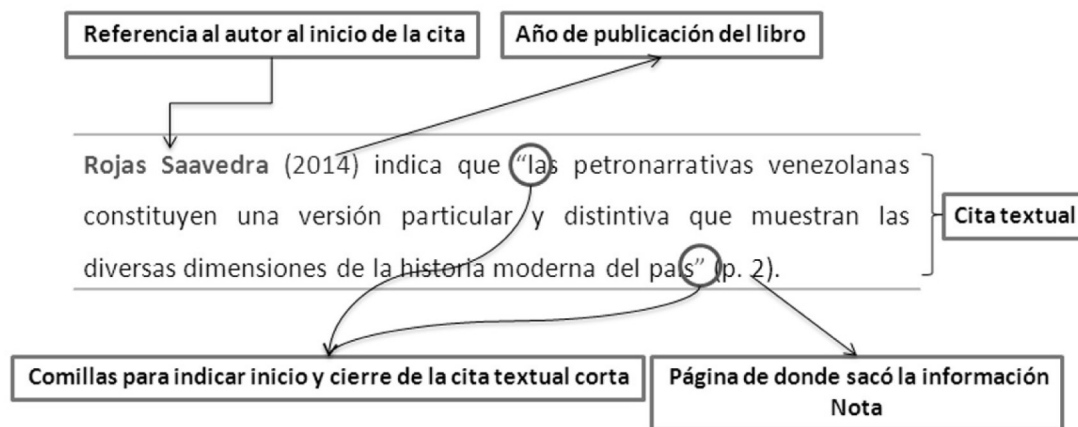 Referencia al autor al inicio de la cita
Año de publicación del libro
Rojas Saavedra (2014) indica que “las petronarrativas venezolanas
constituyen una versión particular y distintiva que muestran las
diversas dimensiones de la historia moderna del país” (p. 2).
Cita textual
Comillas para indicar inicio y cierre de la cita textual corta
Página de donde sacó la información
Nota